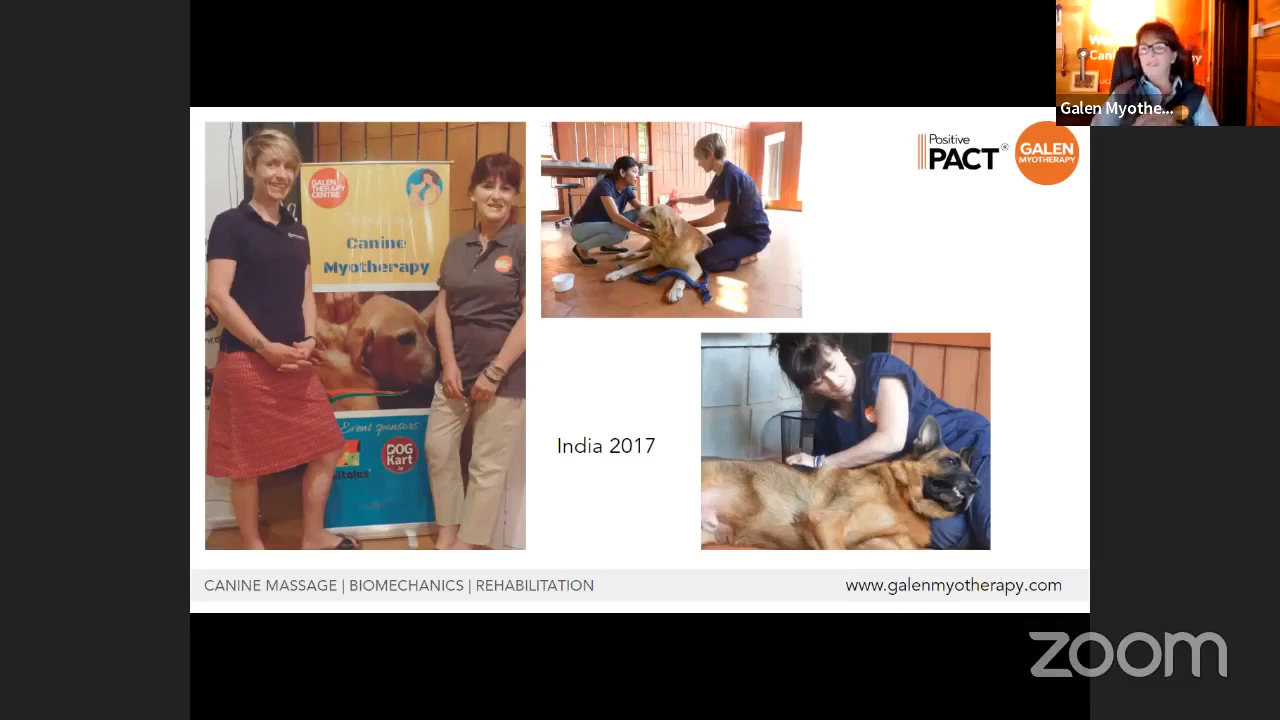 Galen Myothe...
Positive
PACT®
GALEN
MYOTHERAPY
GALEN
THERAPY
CENTRE
Canine
Myotherapy
Event sponsors
DOG
Kart
India 2017
CANINE MASSAGE | BIOMECHANICS | REHABILITATION
www.galenmyotherapy.com
zoom